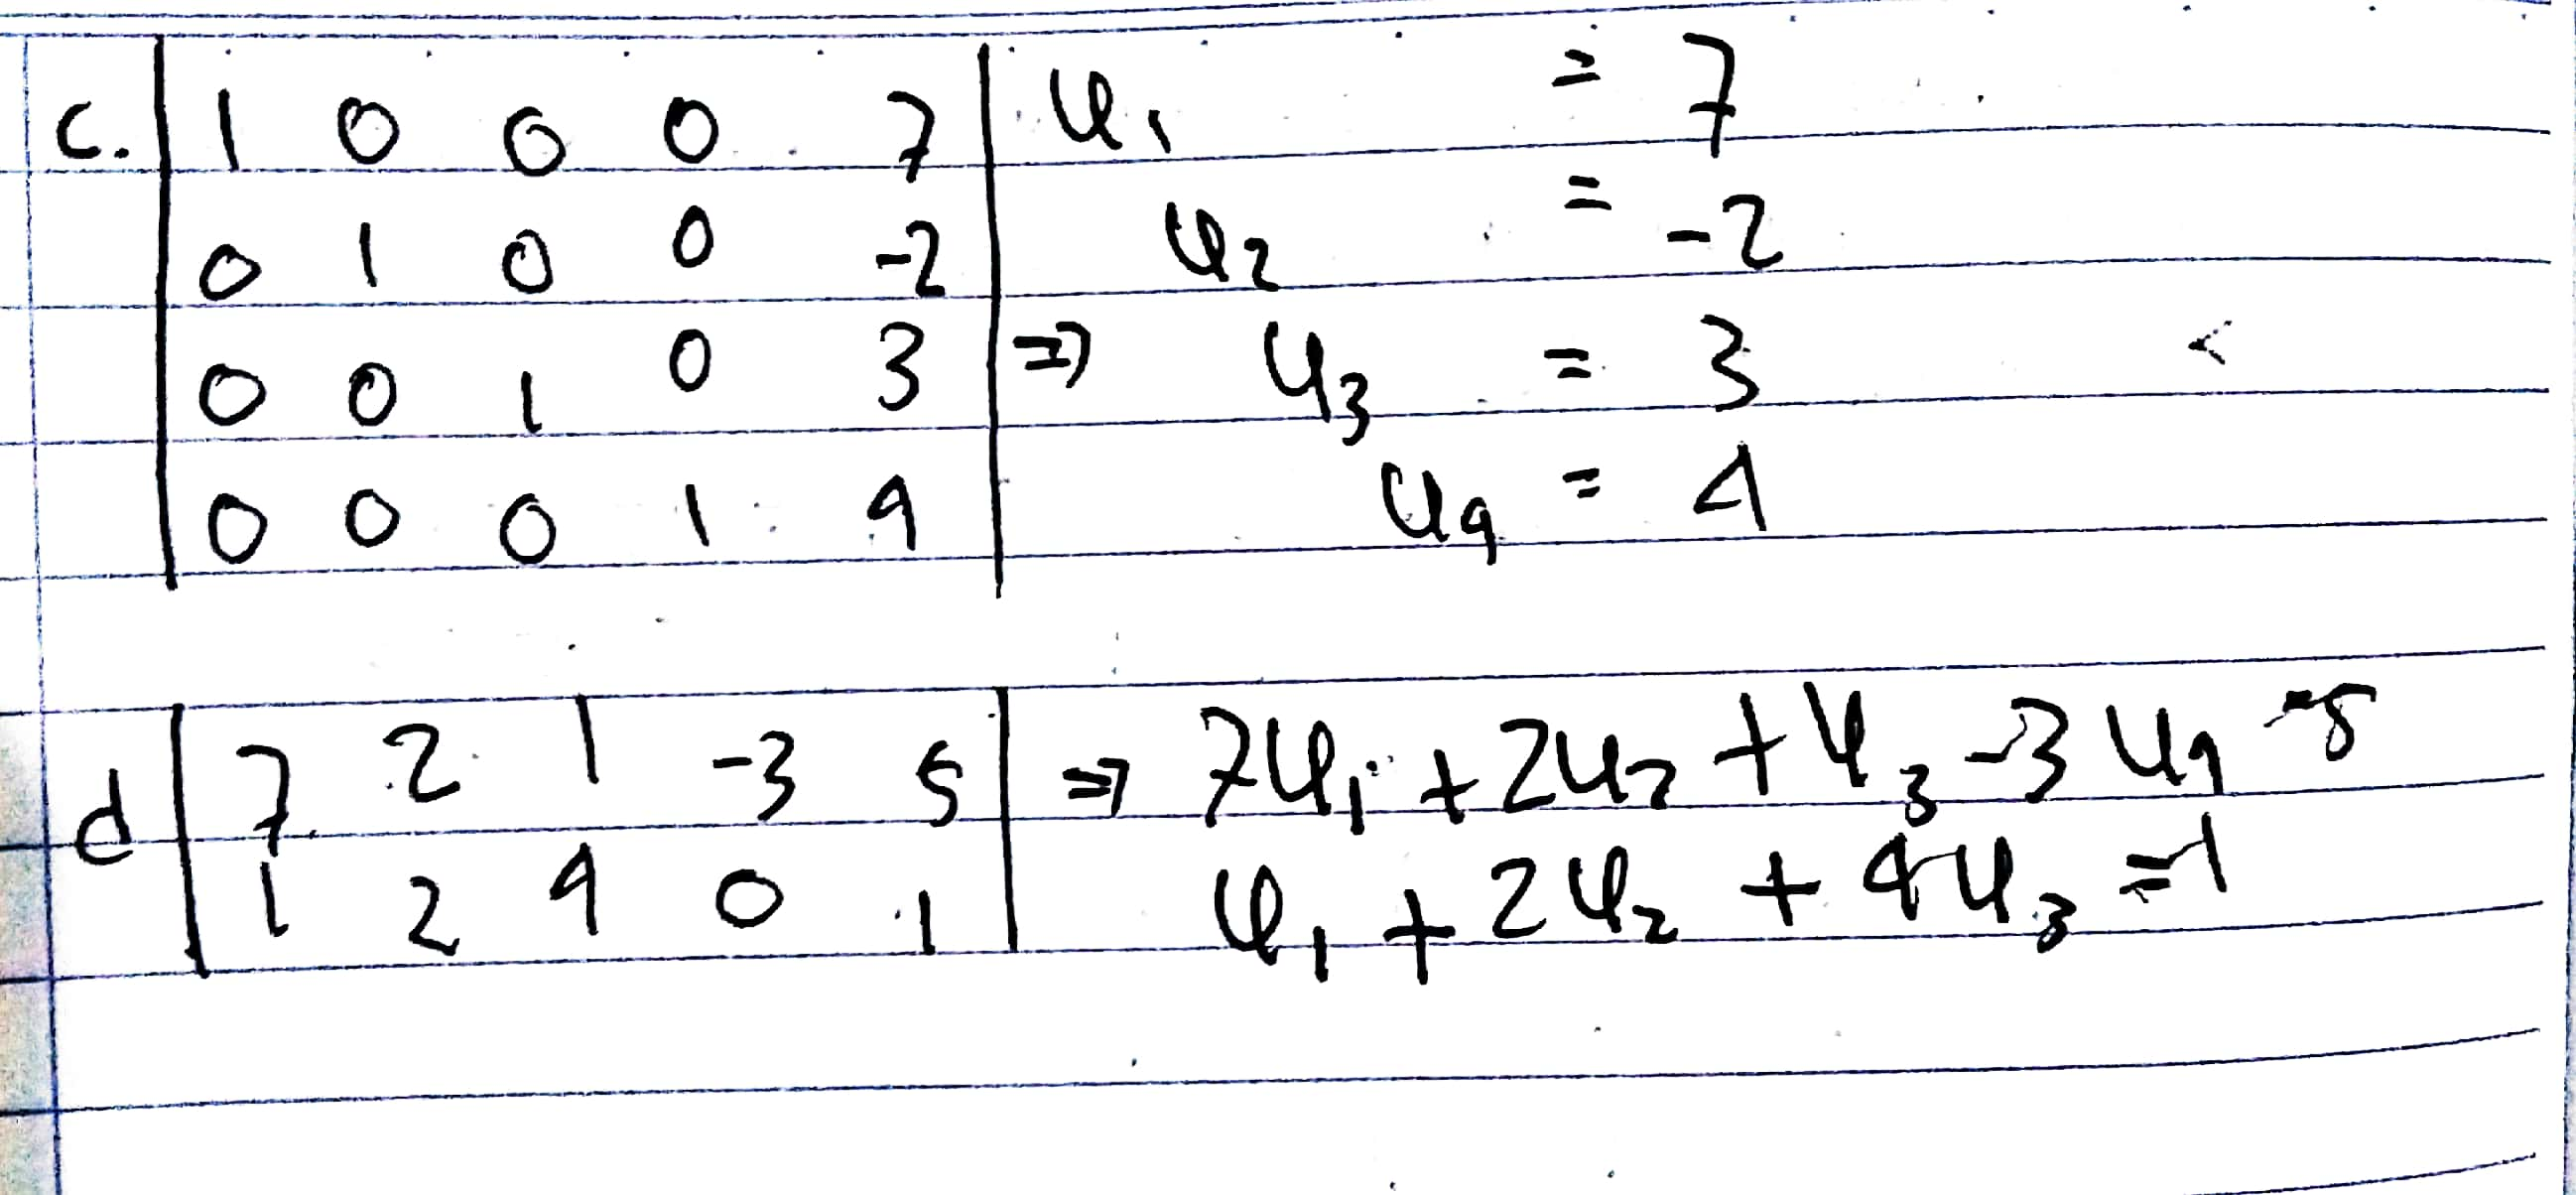 c. | 1 0 0 0 7 | u₁ = 7
0 1 0 0 -2 | u₂ = -2
0 0 1 0 3 | ⇒ u₃ = 3
0 0 0 1 4 | u₄ = 4
d | 7 2 1 -3 5 | ⇒ 7u₁ + 2u₂ + u₃ - 3u₄ = 5
1 2 4 0 1 | u₁ + 2u₂ + 4u₃ = 1